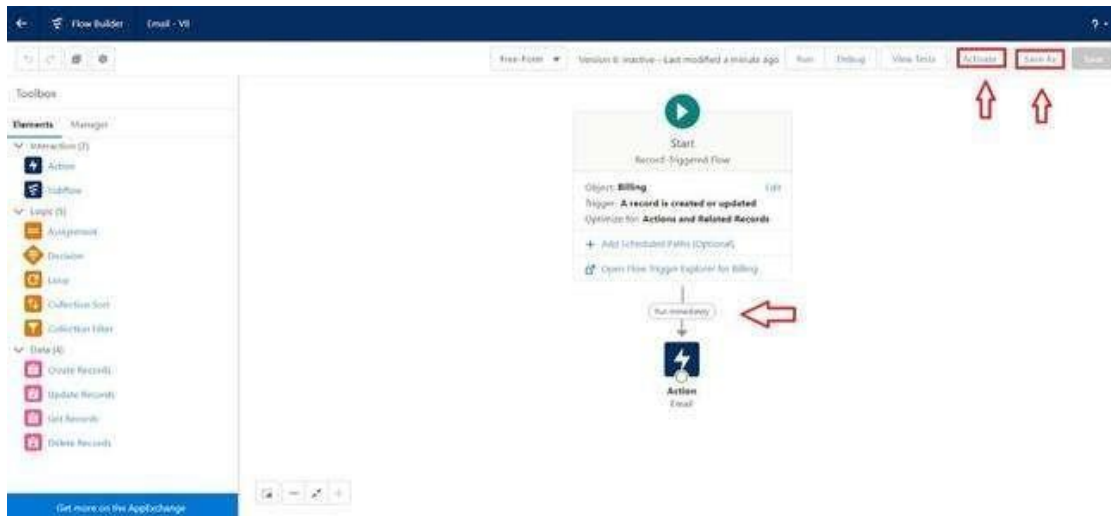 Flow Builder Email - V8 ?
Free-Form Version 8: Inactive—Last modified a minute ago Run Debug View Tests Activate Save As Save
Toolbox
Elements Manager
Interaction (2)
Action
Subflow
Logic (5)
Assignment
Decision
Loop
Collection Sort
Collection Filter
Data (4)
Create Records
Update Records
Get Records
Delete Records
Get more on the AppExchange
Start
Record-Triggered Flow
Object: Billing Edit
Trigger: A record is created or updated
Optimize for: Actions and Related Records
+ Add Scheduled Paths (Optional)
Open Flow Trigger Explorer for Billing
Run Immediately
Action
Email